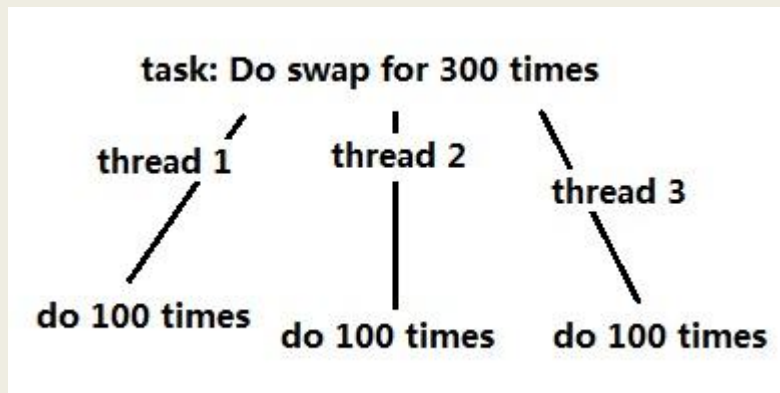 task: Do swap for 300 times
thread 1
thread 2
thread 3
do 100 times
do 100 times
do 100 times